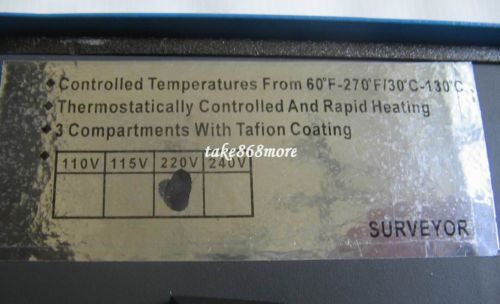 Controlled Temperatures From 60°F-270°F/30°C-130°C
Thermostatically Controlled And Rapid Heating
3 Compartments With Tafion Coating
take868more
110V 115V 220V 240V
SURVEYOR